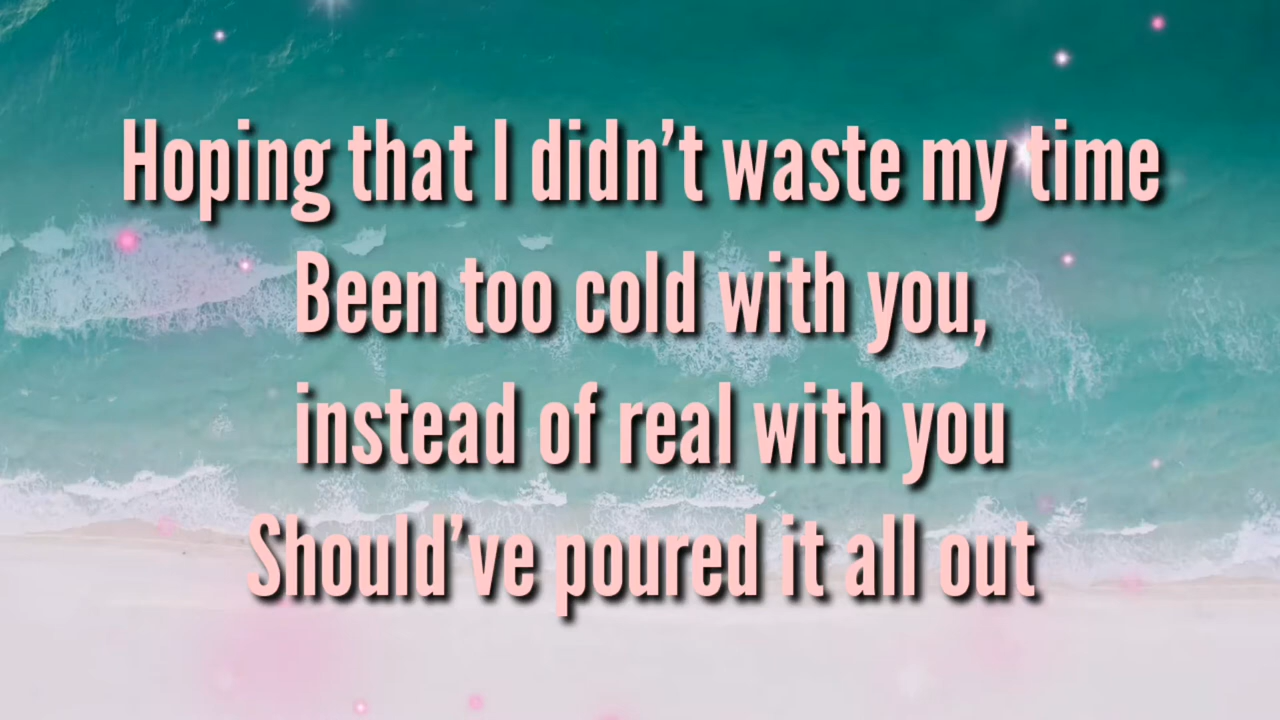 Hoping that I didn’t waste my time
Been too cold with you,
instead of real with you
Should’ve poured it all out